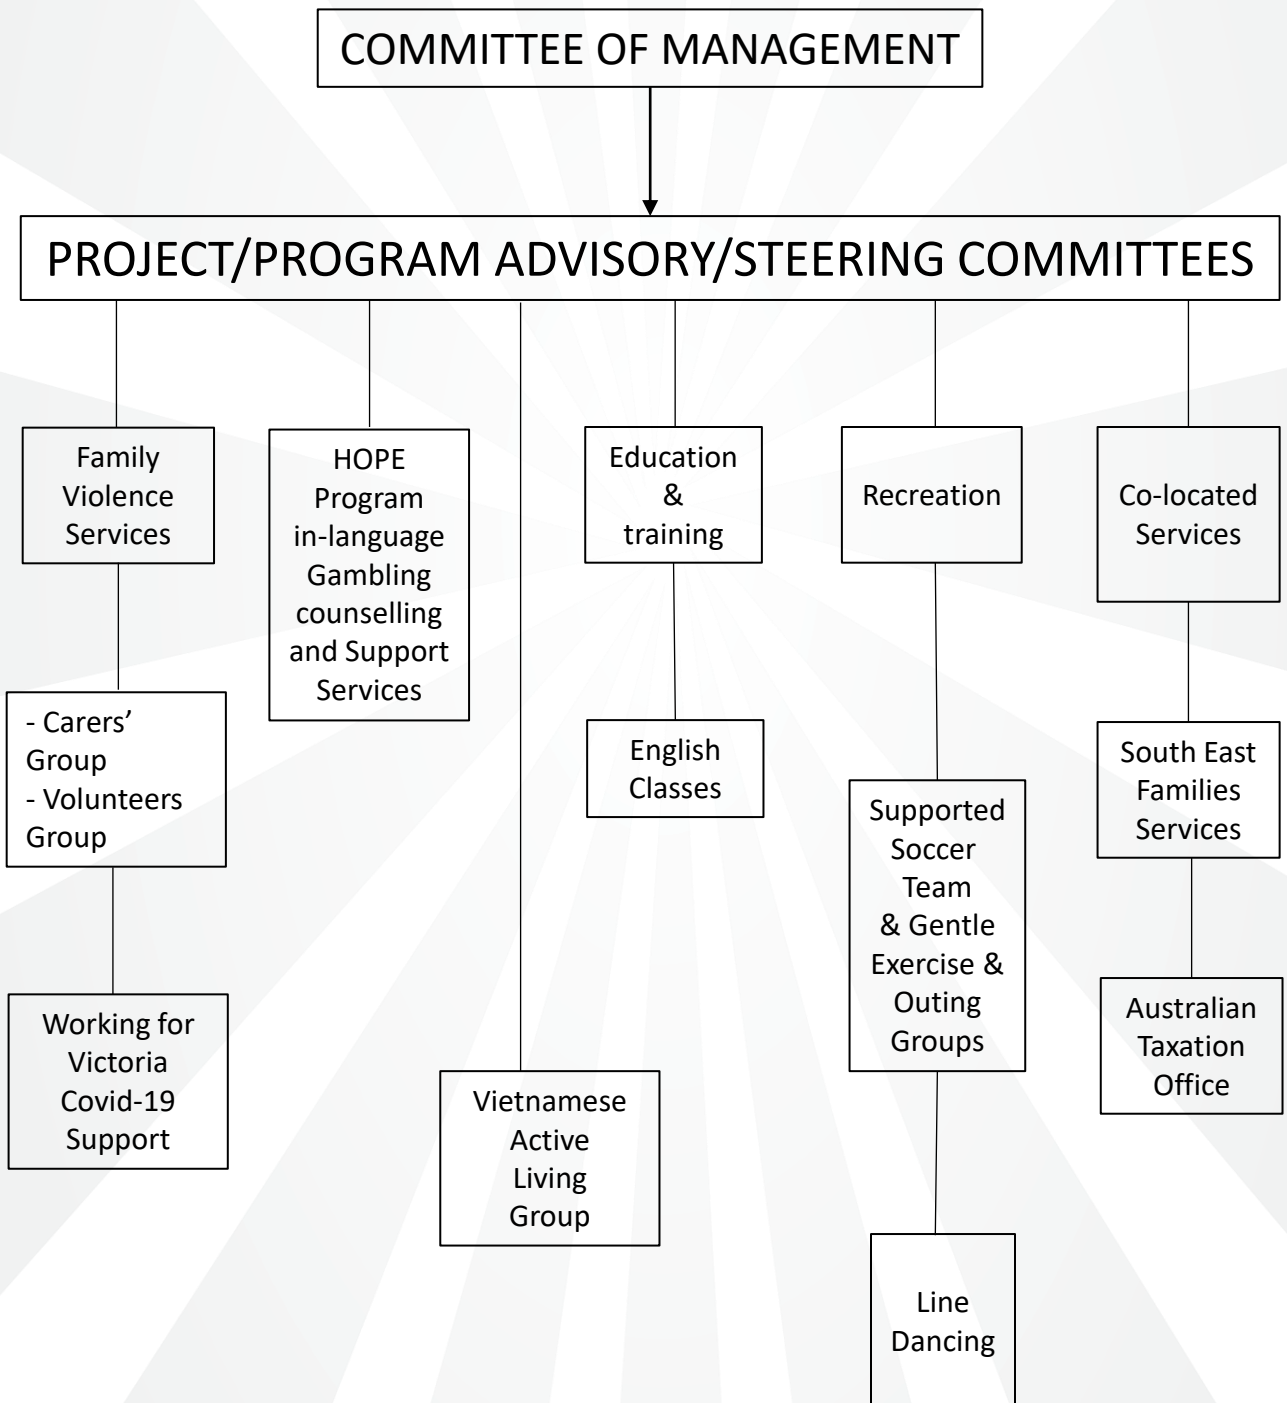 COMMITTEE OF MANAGEMENT
PROJECT/PROGRAM ADVISORY/STEERING COMMITTEES
Family
Violence
Services
HOPE
Program
in-language
Gambling
counselling
and Support
Services
Education
&
training
Recreation
Co-located
Services
- Carers’
Group
- Volunteers
Group
English
Classes
Supported
Soccer
Team
& Gentle
Exercise &
Outing
Groups
South East
Families
Services
Working for
Victoria
Covid-19
Support
Vietnamese
Active
Living
Group
Australian
Taxation
Office
Line
Dancing